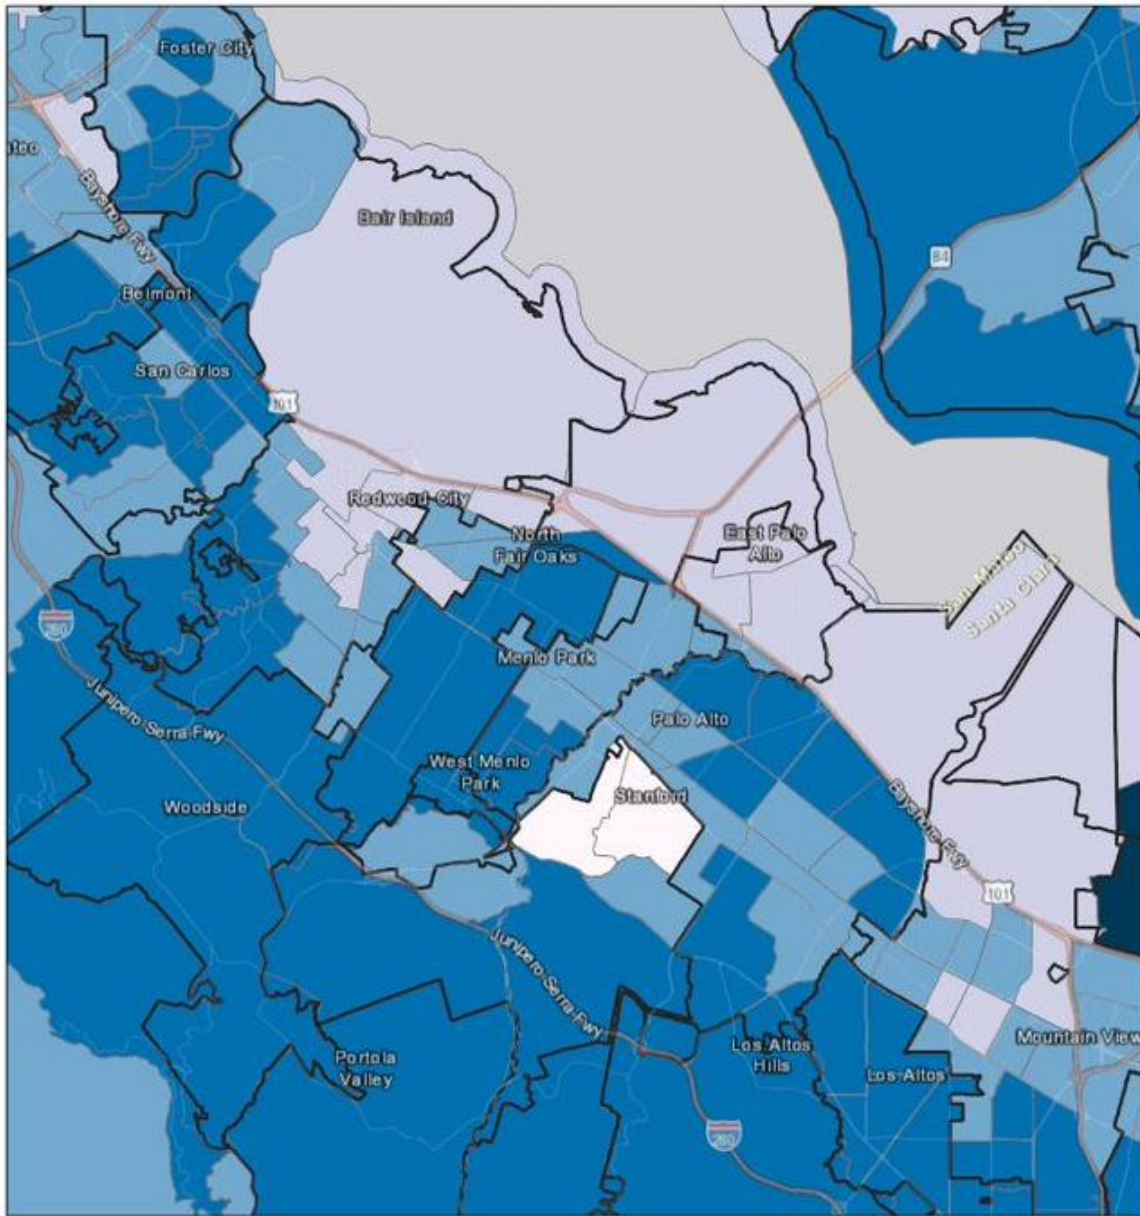 Foster City
ateo
Bayshore Fwy
Bair Island
84
Belmont
San Carlos
101
Redwood City
North
Fair Oaks
East Palo
Alto
San Mateo
Santa Clara
280
Menlo Park
Junipero Serra Fwy
Palo Alto
West Menlo
Park
Stanford
Woodside
Bayshore Fwy
101
Junipero Serra Fwy
Portola
Valley
Los Altos
Hills
Los Altos
Mountain View
280